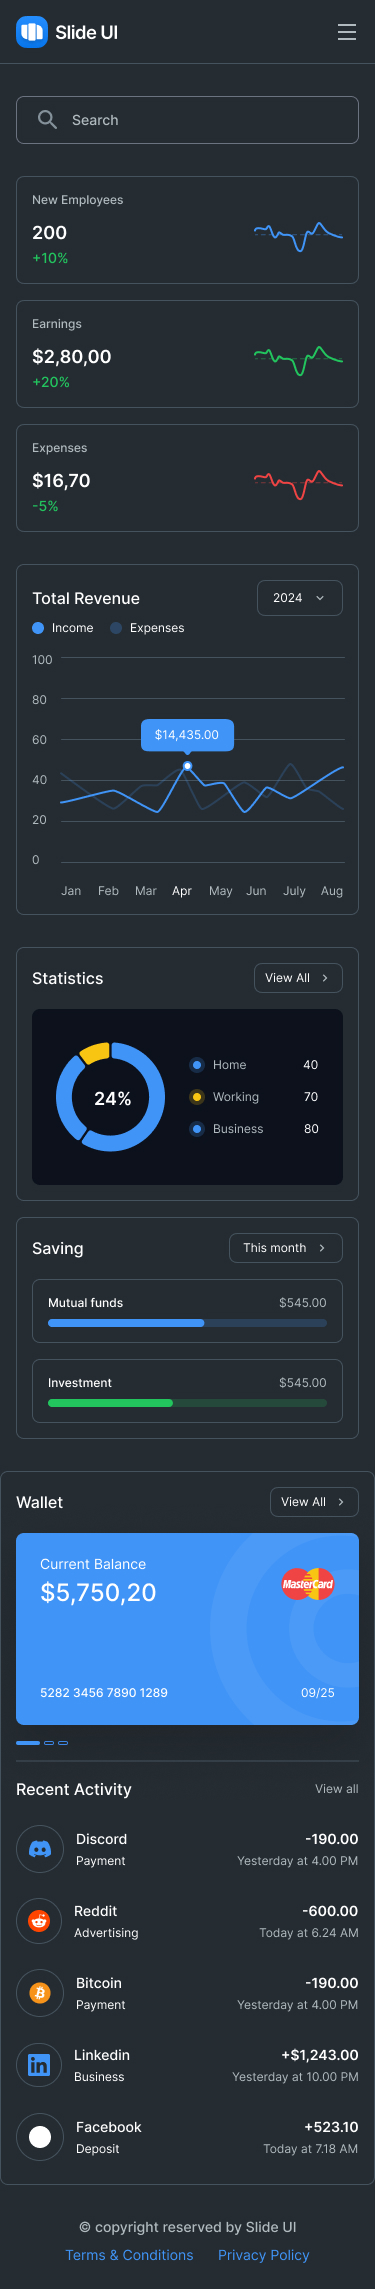 Slide UI
Search
New Employees
200
+10%
Earnings
$2,80,00
+20%
Expenses
$16,70
-5%
Total Revenue
2024
Income Expenses
100
80
60
$14,435.00
40
20
0
Jan Feb Mar Apr May Jun July Aug
Statistics
View All
24%
Home 40
Working 70
Business 80
Saving
This month
Mutual funds $545.00
Investment $545.00
Wallet
View All
Current Balance
$5,750,20
MasterCard
5282 3456 7890 1289 09/25
Recent Activity View all
Discord -190.00
Payment Yesterday at 4.00 PM
Reddit -600.00
Advertising Today at 6.24 AM
Bitcoin -190.00
Payment Yesterday at 4.00 PM
in
Linkedin +$1,243.00
Business Yesterday at 10.00 PM
Facebook +523.10
Deposit Today at 7.18 AM
© copyright reserved by Slide UI
Terms & Conditions Privacy Policy